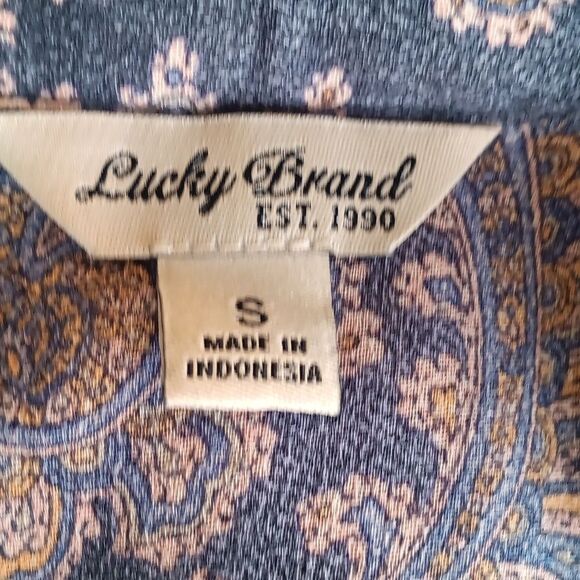 Lucky Brand
EST. 1990
S
MADE IN
INDONESIA